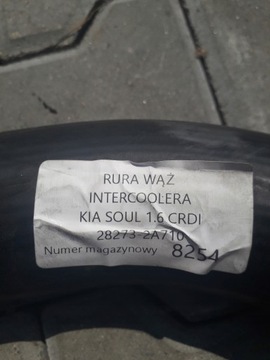 RURA WĄŻ
INTERCOOLERA
KIA SOUL 1.6 CRDI
28273-2A710
Numer magazynowy 8254